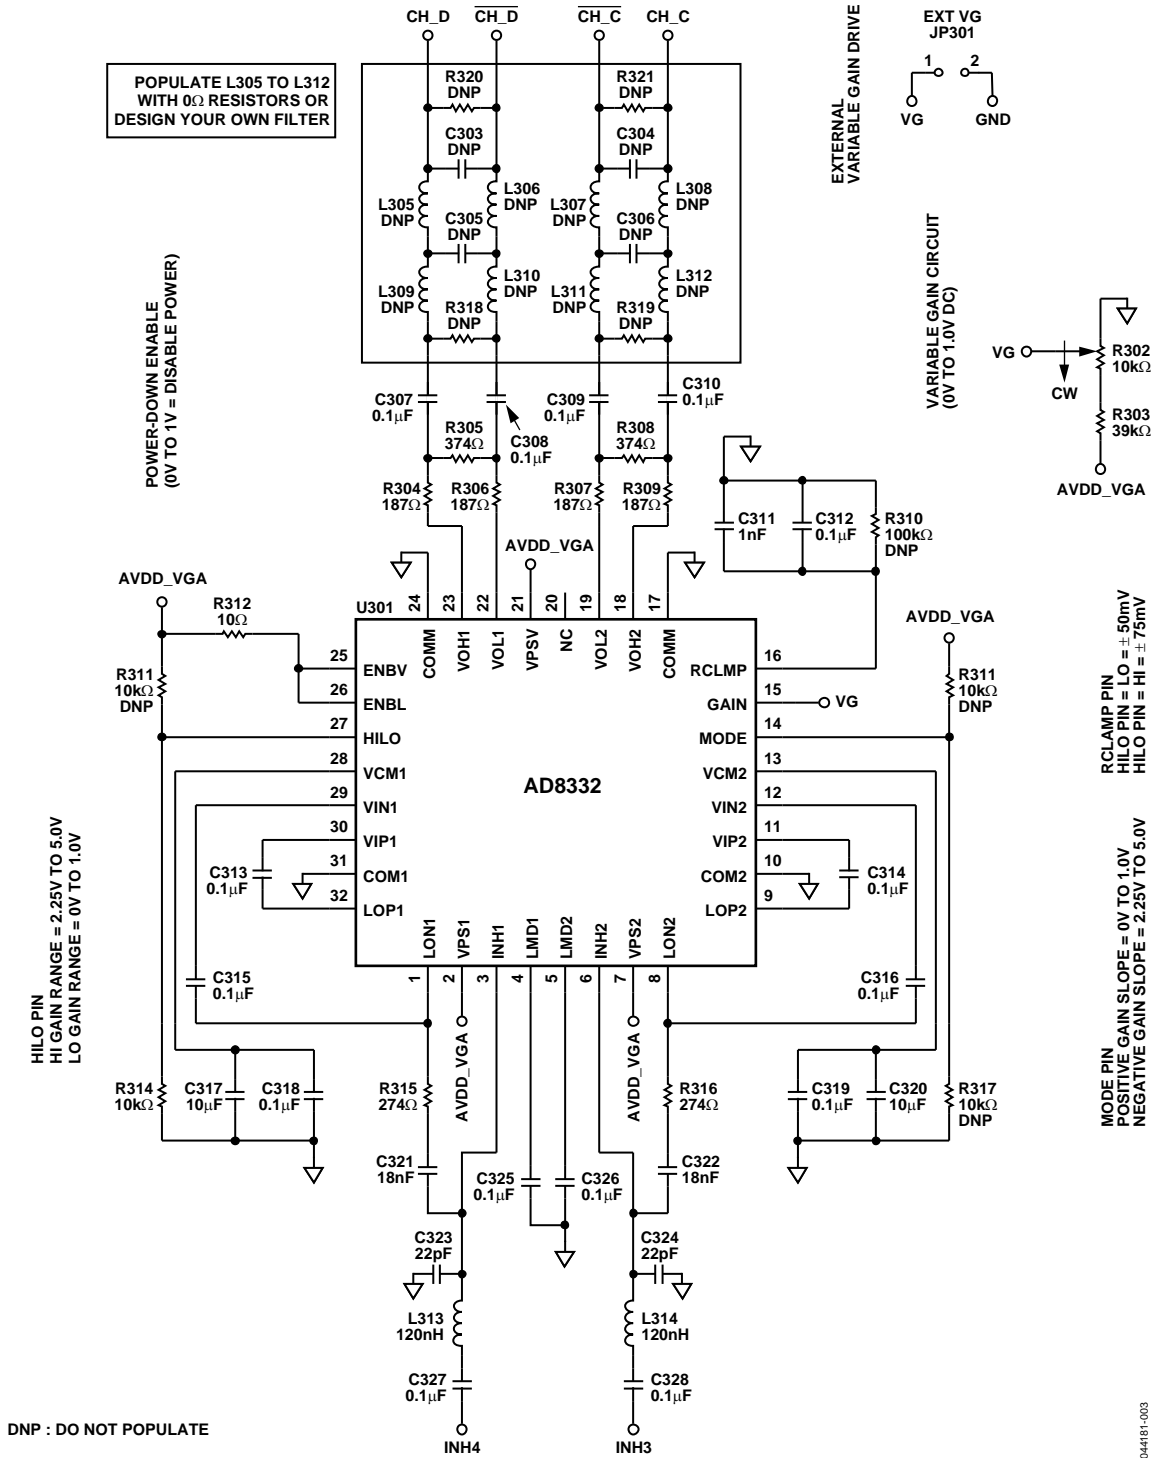 CH_D
CH_D
CH_C
CH_C
EXTERNAL
VARIABLE GAIN DRIVE
EXT VG
JP301
1
2
VG
GND
POPULATE L305 TO L312
WITH 0Ω RESISTORS OR
DESIGN YOUR OWN FILTER
R320
DNP
R321
DNP
C303
DNP
C304
DNP
L305
DNP
L306
DNP
L307
DNP
L308
DNP
C305
DNP
C306
DNP
L309
DNP
L310
DNP
L311
DNP
L312
DNP
R318
DNP
R319
DNP
POWER-DOWN ENABLE
(0V TO 1V = DISABLE POWER)
VARIABLE GAIN CIRCUIT
(0V TO 1.0V DC)
VG
CW
R302
10kΩ
R303
39kΩ
AVDD_VGA
C307
0.1μF
C308
0.1μF
C309
0.1μF
C310
0.1μF
R305
374Ω
R308
374Ω
R304
187Ω
R306
187Ω
R307
187Ω
R309
187Ω
C311
1nF
C312
0.1μF
R310
100kΩ
DNP
AVDD_VGA
AVDD_VGA
R312
10Ω
R311
10kΩ
DNP
AVDD_VGA
R311
10kΩ
DNP
U301
24
23
22
21
20
19
18
17
COMM
VOH1
VOL1
VPSV
NC
VOL2
VOH2
COMM
25
ENBV
26
ENBL
27
HILO
28
VCM1
29
VIN1
30
VIP1
31
COM1
32
LOP1
AD8332
RCLMP
16
GAIN
15
VG
MODE
14
VCM2
13
VIN2
12
VIP2
11
COM2
10
LOP2
9
LON1
VPS1
INH1
LMD1
LMD2
INH2
VPS2
LON2
1
2
3
4
5
6
7
8
RCLAMP PIN
HILO PIN = LO = ± 50mV
HILO PIN = HI = ± 75mV
HILO PIN
HI GAIN RANGE = 2.25V TO 5.0V
LO GAIN RANGE = 0V TO 1.0V
MODE PIN
POSITIVE GAIN SLOPE = 0V TO 1.0V
NEGATIVE GAIN SLOPE = 2.25V TO 5.0V
C313
0.1μF
C314
0.1μF
C315
0.1μF
C316
0.1μF
AVDD_VGA
AVDD_VGA
R314
10kΩ
C317
10μF
C318
0.1μF
R315
274Ω
R316
274Ω
C319
0.1μF
C320
10μF
R317
10kΩ
DNP
C321
18nF
C325
0.1μF
C326
0.1μF
C322
18nF
C323
22pF
C324
22pF
L313
120nH
L314
120nH
C327
0.1μF
C328
0.1μF
INH4
INH3
DNP : DO NOT POPULATE
044181-003